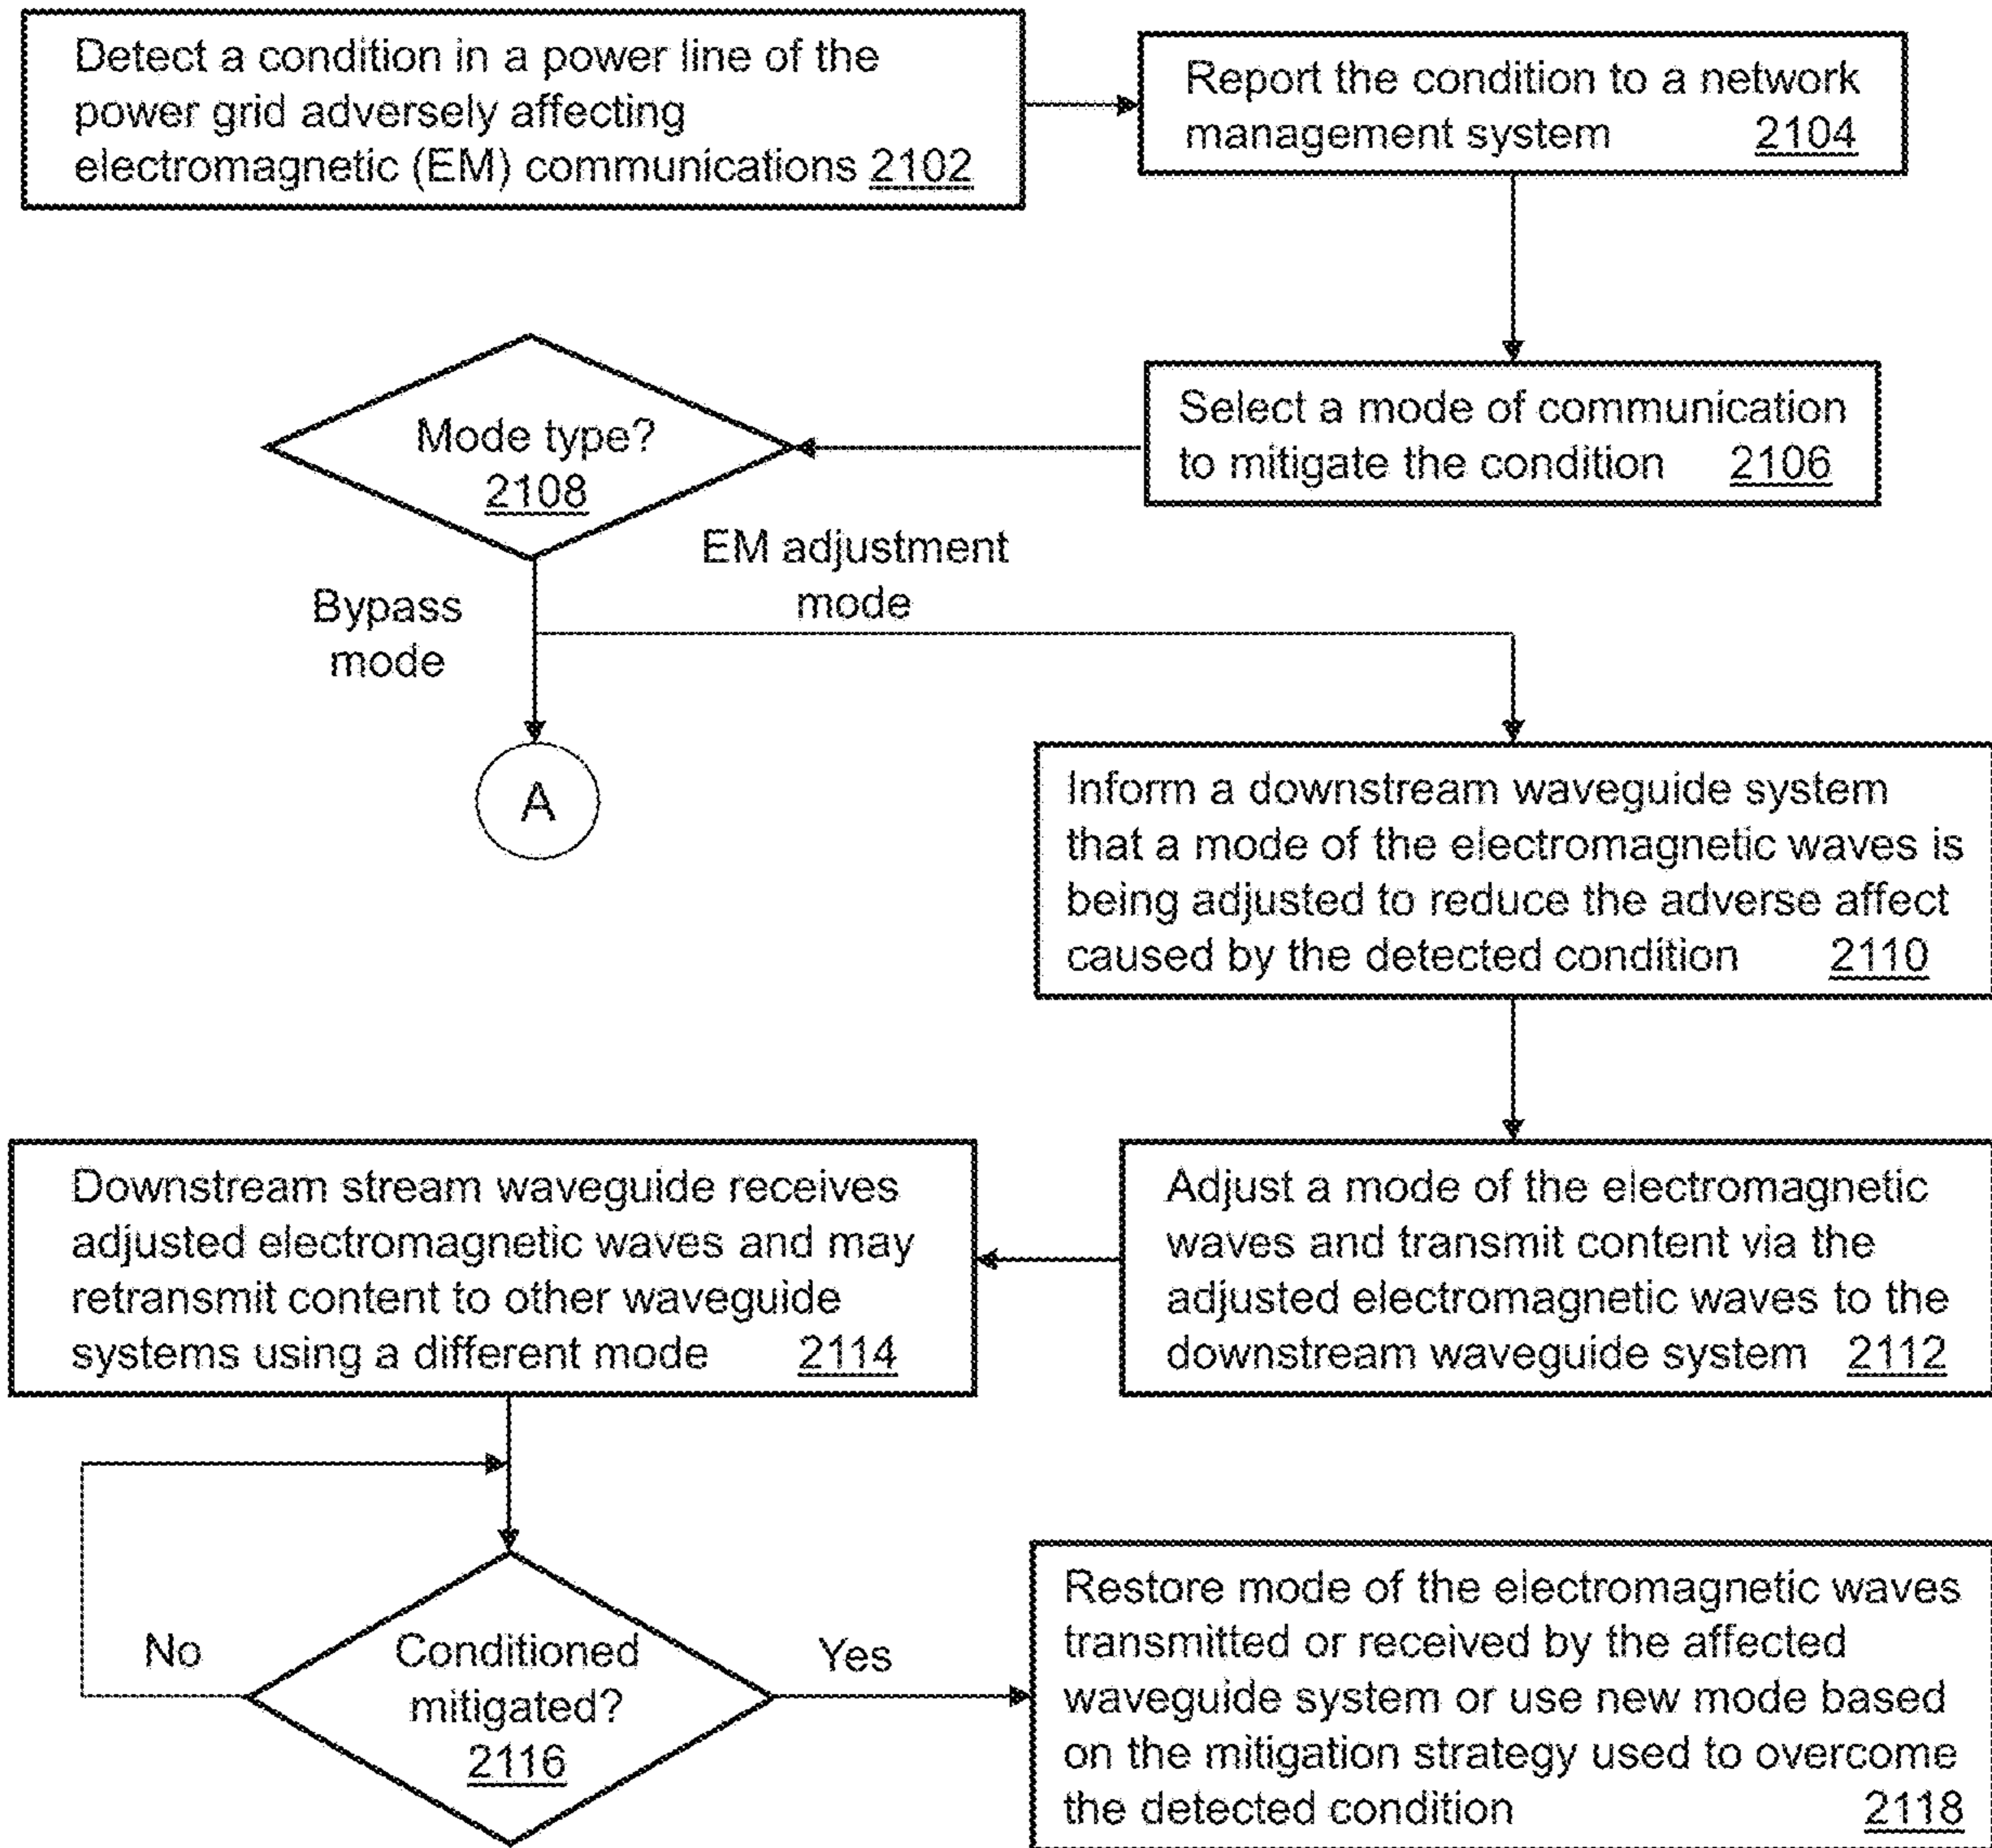 Detect a condition in a power line of the
power grid adversely affecting
electromagnetic (EM) communications 2102
Report the condition to a network
management system 2104
Select a mode of communication
to mitigate the condition 2106
Mode type?
2108
EM adjustment
mode
Bypass
mode
A
Inform a downstream waveguide system
that a mode of the electromagnetic waves is
being adjusted to reduce the adverse affect
caused by the detected condition 2110
Adjust a mode of the electromagnetic
waves and transmit content via the
adjusted electromagnetic waves to the
downstream waveguide system 2112
Downstream stream waveguide receives
adjusted electromagnetic waves and may
retransmit content to other waveguide
systems using a different mode 2114
No
Conditioned
mitigated?
2116
Yes
Restore mode of the electromagnetic waves
transmitted or received by the affected
waveguide system or use new mode based
on the mitigation strategy used to overcome
the detected condition 2118